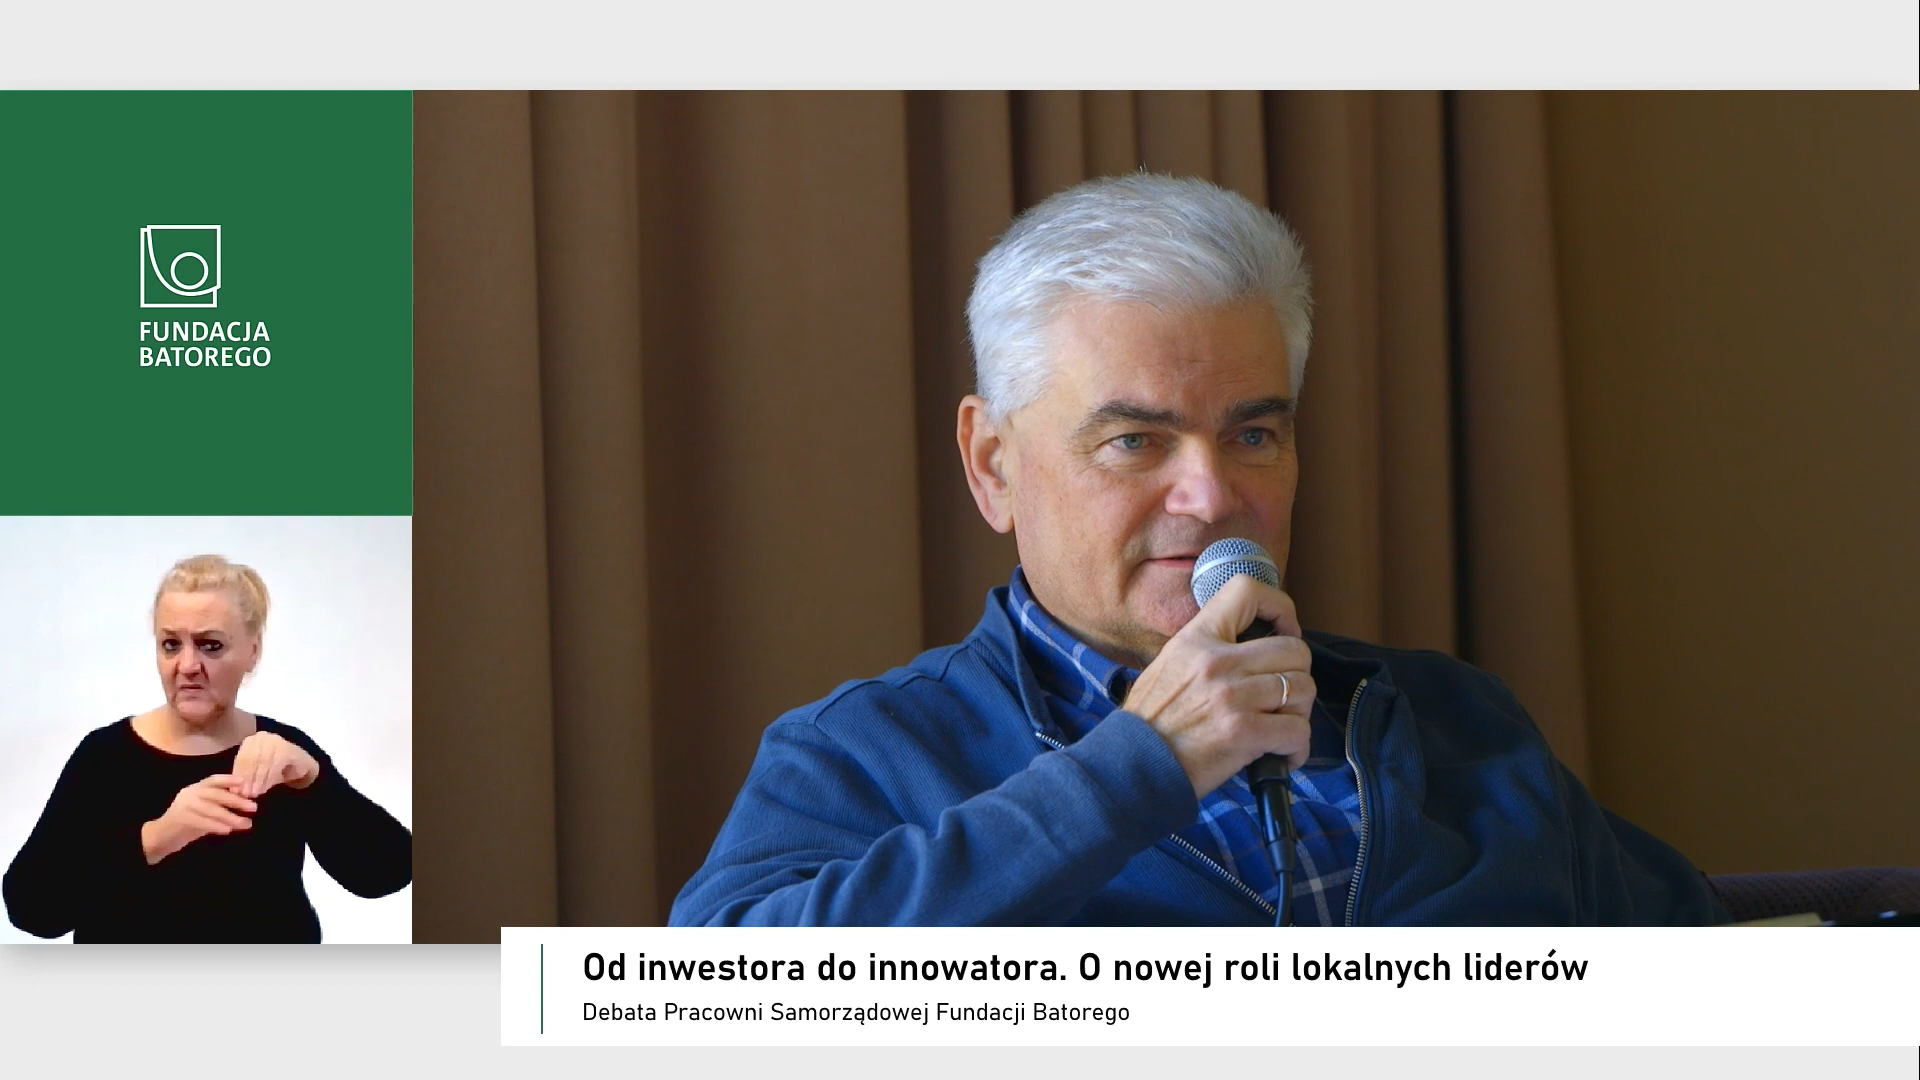 FUNDACJA
BATOREGO
Od inwestora do innowatora. O nowej roli lokalnych liderów
Debata Pracowni Samorządowej Fundacji Batorego